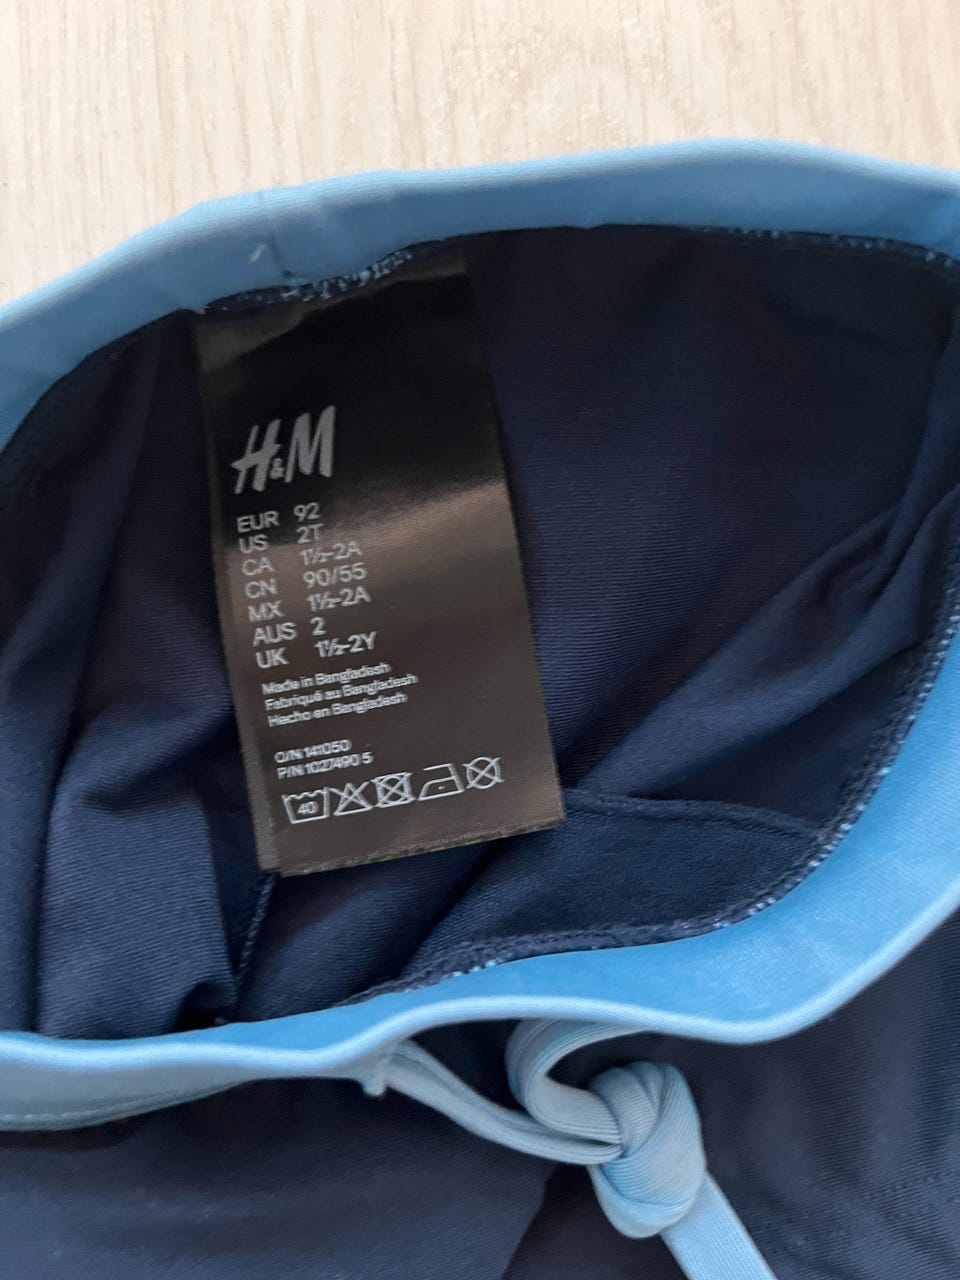 H&M
EUR 92
US 2T
CA 1½-2A
CN 90/55
MX 1½-2A
AUS 2
UK 1½-2Y
Made in Bangladesh
Fabriqué au Bangladesh
Hecho en Bangladesh
O/N 141050
P/N 1027490 5
40